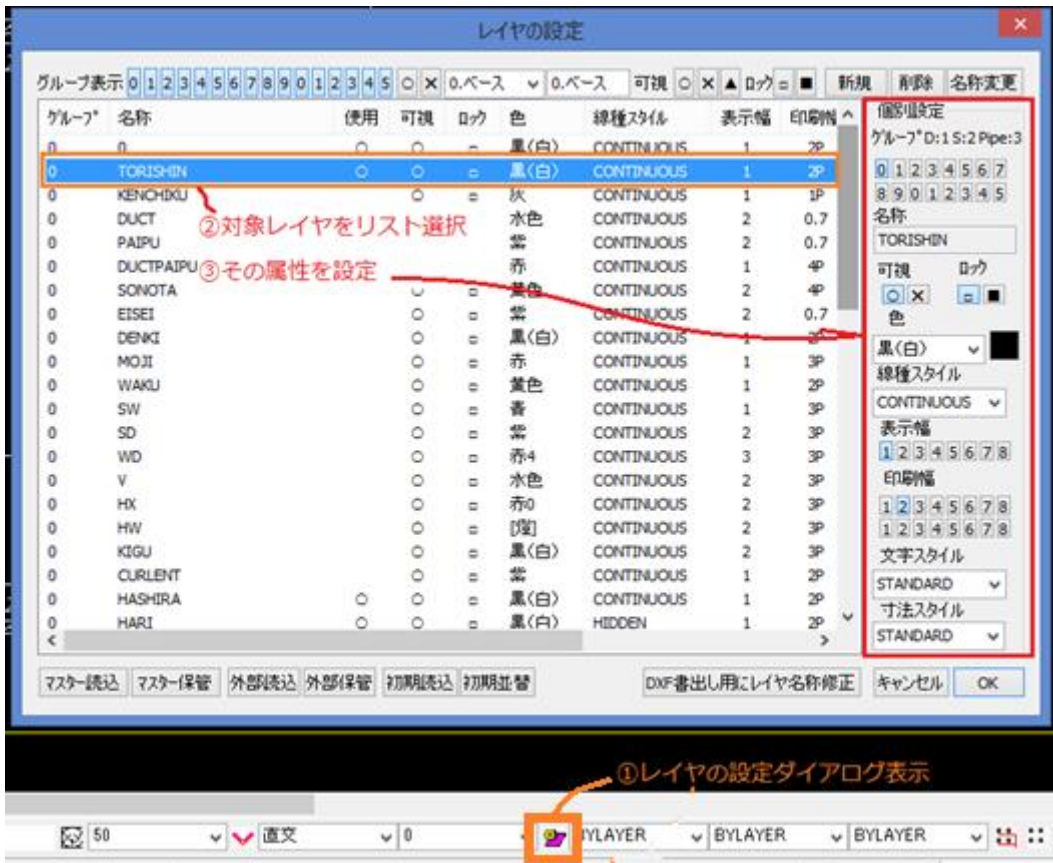 レイヤの設定
グループ表示 0 1 2 3 4 5 6 7 8 9 0 1 2 3 4 5 ○ × 0.ベース 0.ベース 可視 ○ × ▲ ロック □ ■ 新規 削除 名称変更
グループ 名称 使用 可視 ロック 色 線種スタイル 表示幅 印刷幅
0 0 ○ ○ □ 黒(白) CONTINUOUS 1 2P
0 TORISHIN ○ ○ □ 黒(白) CONTINUOUS 1 2P
0 KENCHIKU ○ □ 灰 CONTINUOUS 1 1P
0 DUCT 水色 CONTINUOUS 2 0.7
②対象レイヤをリスト選択
0 PAIPU 紫 CONTINUOUS 2 0.7
0 DUCTPAIPU 赤 CONTINUOUS 1 4P
③その属性を設定
0 SONOTA ○ □ 黄色 CONTINUOUS 2 4P
0 EISEI ○ □ 紫 CONTINUOUS 2 0.7
0 DENKI ○ □ 黒(白) CONTINUOUS 1 2P
0 MOJI ○ □ 赤 CONTINUOUS 1 3P
0 WAKU ○ □ 黄色 CONTINUOUS 1 2P
0 SW ○ □ 青 CONTINUOUS 1 3P
0 SD ○ □ 紫 CONTINUOUS 2 3P
0 WD ○ □ 赤4 CONTINUOUS 3 3P
0 V ○ □ 水色 CONTINUOUS 2 3P
0 HX ○ □ 赤0 CONTINUOUS 2 3P
0 HW ○ □ [橙] CONTINUOUS 2 3P
0 KIGU ○ □ 黒(白) CONTINUOUS 2 3P
0 CURLENT ○ □ 紫 CONTINUOUS 1 2P
0 HASHIRA ○ ○ □ 黒(白) CONTINUOUS 1 2P
0 HARI ○ ○ □ 黒(白) HIDDEN 1 2P
個別設定
グループD:1 S:2 Pipe:3
0 1 2 3 4 5 6 7
8 9 0 1 2 3 4 5
名称
TORISHIN
可視 ロック
○ × □ ■
色
黒(白)
線種スタイル
CONTINUOUS
表示幅
1 2 3 4 5 6 7 8
印刷幅
1 2 3 4 5 6 7 8
1 2 3 4 5 6 7 8
文字スタイル
STANDARD
寸法スタイル
STANDARD
マスター読込 マスター保管 外部読込 外部保管 初期読込 初期並替 DXF書出し用にレイヤ名称修正 キャンセル OK
①レイヤの設定ダイアログ表示
50 直交 0 BYLAYER BYLAYER BYLAYER